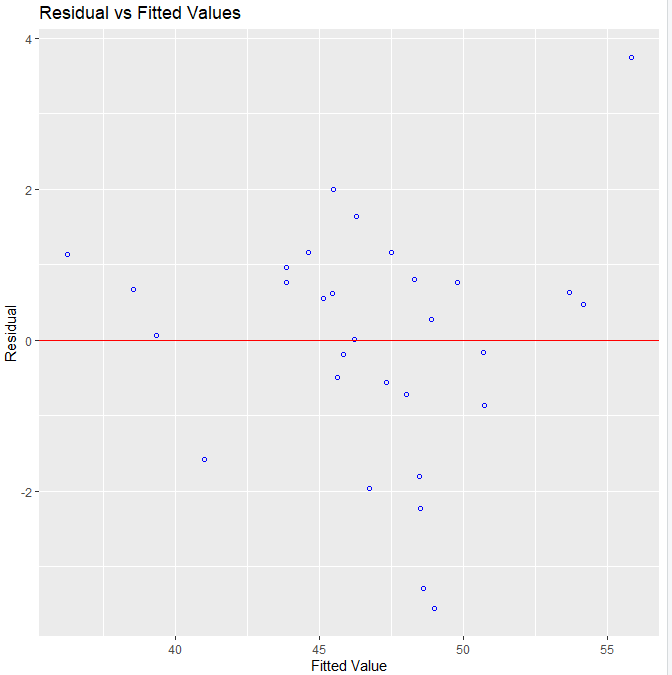 Residual vs Fitted Values
4
2
0
-2
Residual
40 45 50 55
Fitted Value